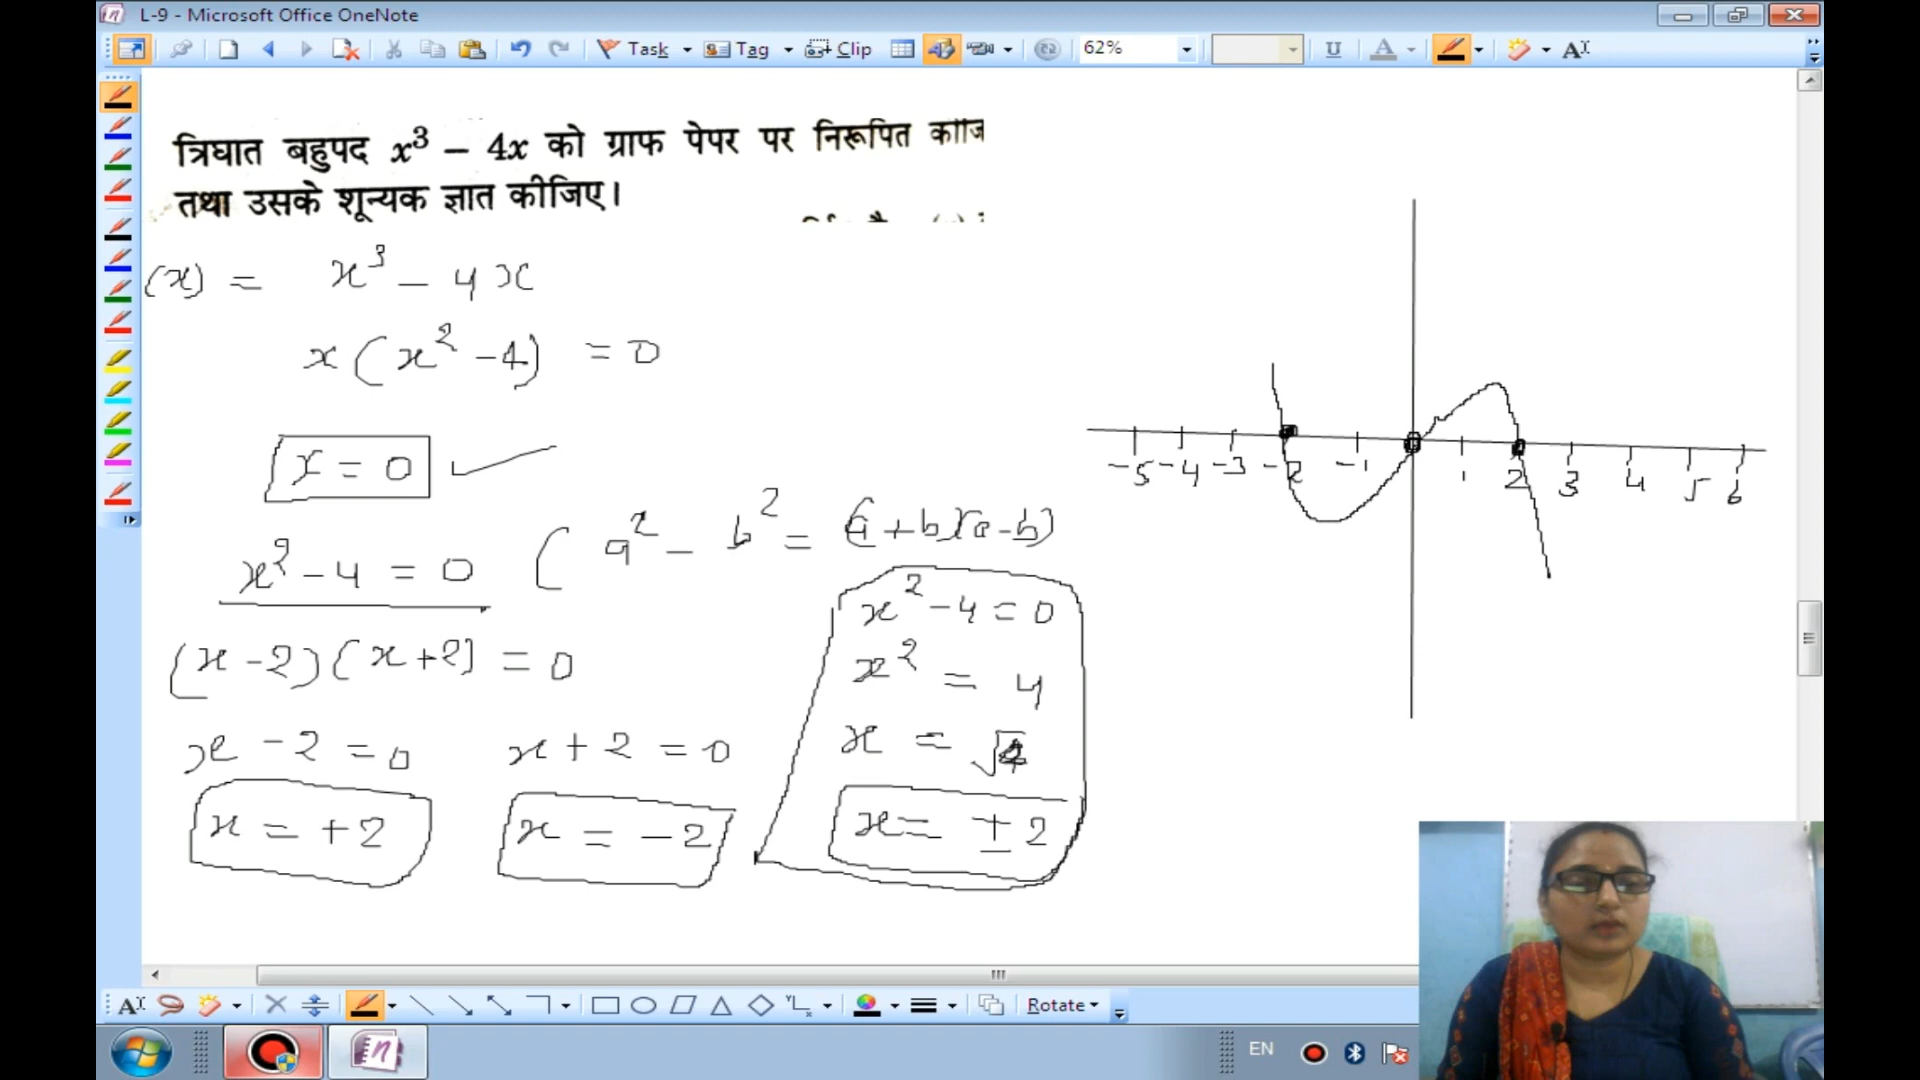 L-9 - Microsoft Office OneNote
Task Tag Clip 62% U A
त्रिघात बहुपद x³ – 4x को ग्राफ पेपर पर निरूपित
तथा उसके शून्यक ज्ञात कीजिए।
(x) = x³ - 4x
x(x² - 4) = 0
x = 0
x² - 4 = 0 ( a² - b² = (a+b)(a-b)
(x-2)(x+2) = 0
x - 2 = 0 x + 2 = 0
x = +2 x = -2
x² - 4 = 0
x² = 4
x = √4
x = ±2
-5 -4 -3 -2 -1 1 2 3 4 5 6
Rotate
EN